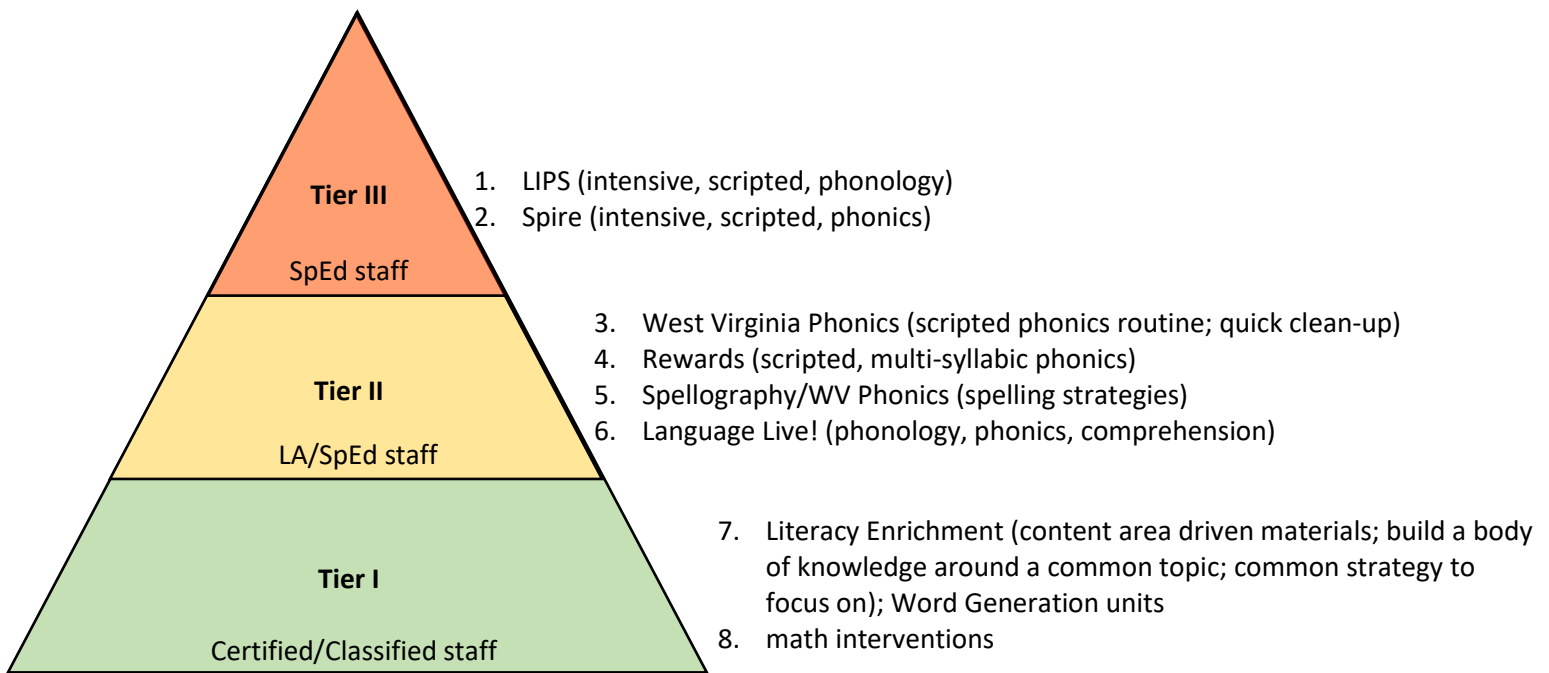 Tier III
SpEd staff
1. LIPS (intensive, scripted, phonology)
2. Spire (intensive, scripted, phonics)
Tier II
LA/SpEd staff
3. West Virginia Phonics (scripted phonics routine; quick clean-up)
4. Rewards (scripted, multi-syllabic phonics)
5. Spellography/WV Phonics (spelling strategies)
6. Language Live! (phonology, phonics, comprehension)
Tier I
Certified/Classified staff
7. Literacy Enrichment (content area driven materials; build a body
of knowledge around a common topic; common strategy to
focus on); Word Generation units
8. math interventions